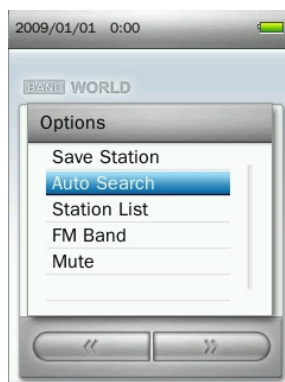 2009/01/01 0:00
BAND WORLD
Options
Save Station
Auto Search
Station List
FM Band
Mute